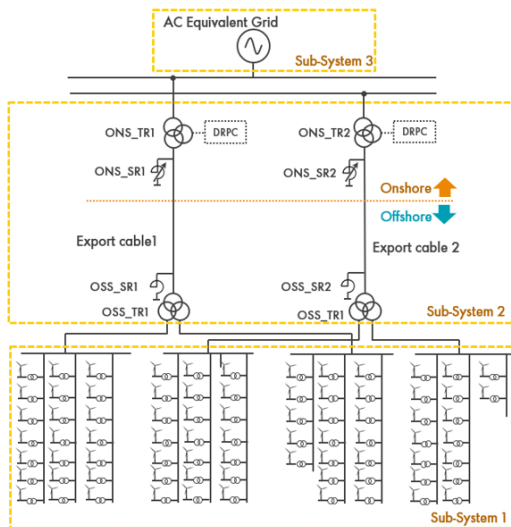 AC Equivalent Grid
Sub-System 3
ONS_TR1
DRPC
ONS_TR2
DRPC
ONS_SR1
ONS_SR2
Onshore
Offshore
Export cable1
Export cable 2
OSS_SR1
OSS_SR2
OSS_TR1
OSS_TR1
Sub-System 2
Sub-System 1